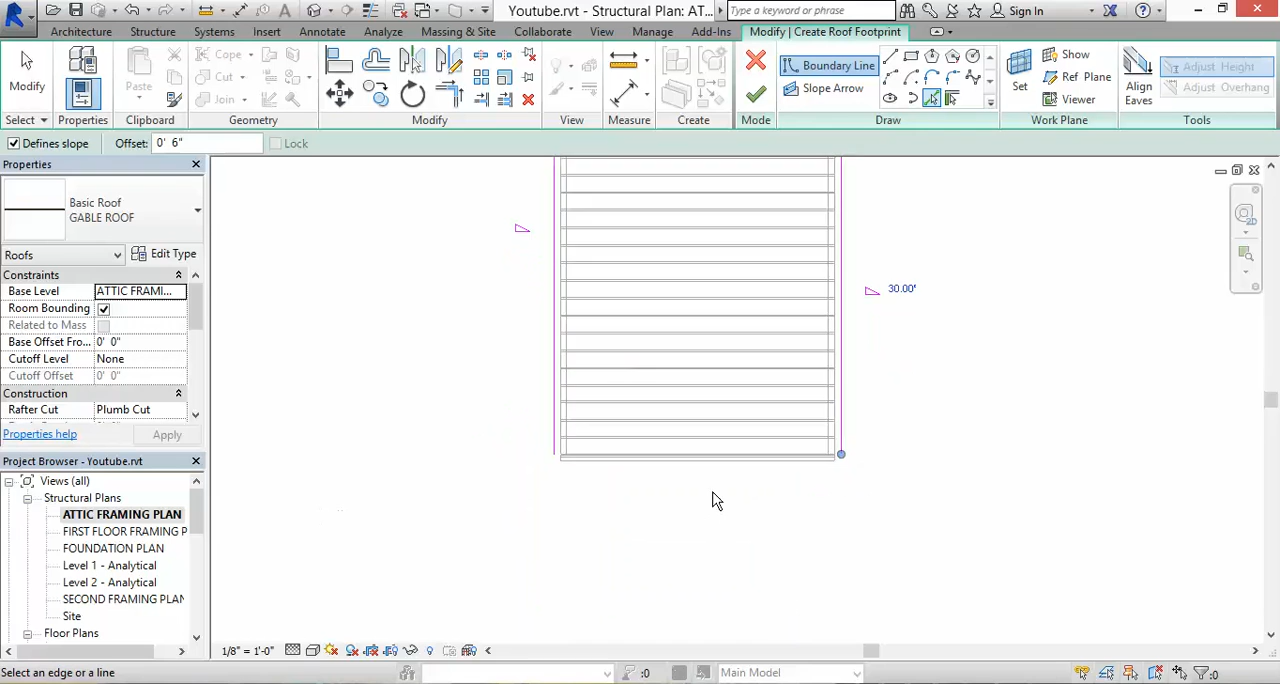 Youtube.rvt - Structural Plan: ATT...
Type a keyword or phrase
Sign In
Architecture
Structure
Systems
Insert
Annotate
Analyze
Massing & Site
Collaborate
View
Manage
Add-Ins
Modify | Create Roof Footprint
Modify
Paste
Cope
Cut
Join
Boundary Line
Slope Arrow
Set
Show
Ref Plane
Viewer
Align
Eaves
Adjust Height
Adjust Overhang
Select
Properties
Clipboard
Geometry
Modify
View
Measure
Create
Mode
Draw
Work Plane
Tools
Defines slope
Offset: 0' 6"
Lock
Properties
Basic Roof
GABLE ROOF
Roofs
Edit Type
Constraints
Base Level ATTIC FRAMI...
Room Bounding
Related to Mass
Base Offset Fro... 0' 0"
Cutoff Level None
Cutoff Offset 0' 0"
Construction
Rafter Cut Plumb Cut
Properties help
Apply
Project Browser - Youtube.rvt
Views (all)
Structural Plans
ATTIC FRAMING PLAN
FIRST FLOOR FRAMING P
FOUNDATION PLAN
Level 1 - Analytical
Level 2 - Analytical
SECOND FRAMING PLAN
Site
Floor Plans
30.00°
2D
1/8" = 1'-0"
Select an edge or a line
:0
Main Model
:0